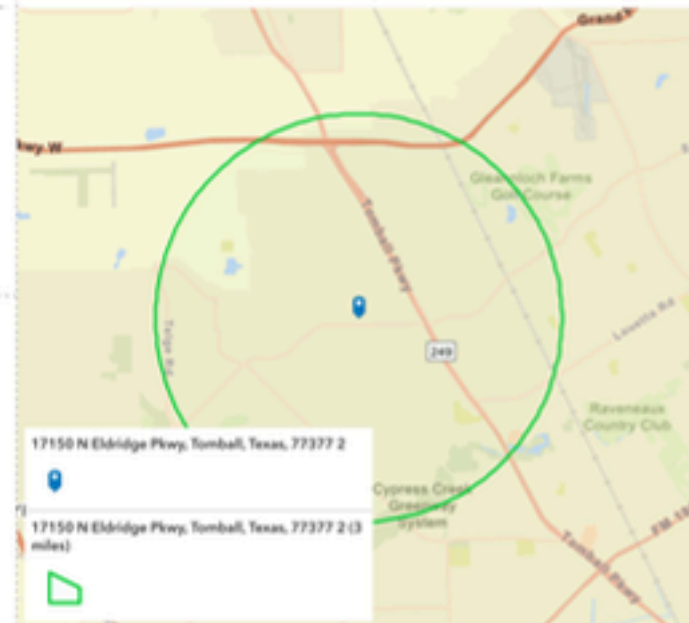 Grand
kwy W
Gleannloch Farms
Golf Course
Tomball Pkwy
Telge Rd
249
Louetta Rd
Raveneaux
Country Club
17150 N Eldridge Pkwy, Tomball, Texas, 77377 2
Cypress Creek
Greenway
System
17150 N Eldridge Pkwy, Tomball, Texas, 77377 2 (3
miles)
FM 19
Tomball Pkwy